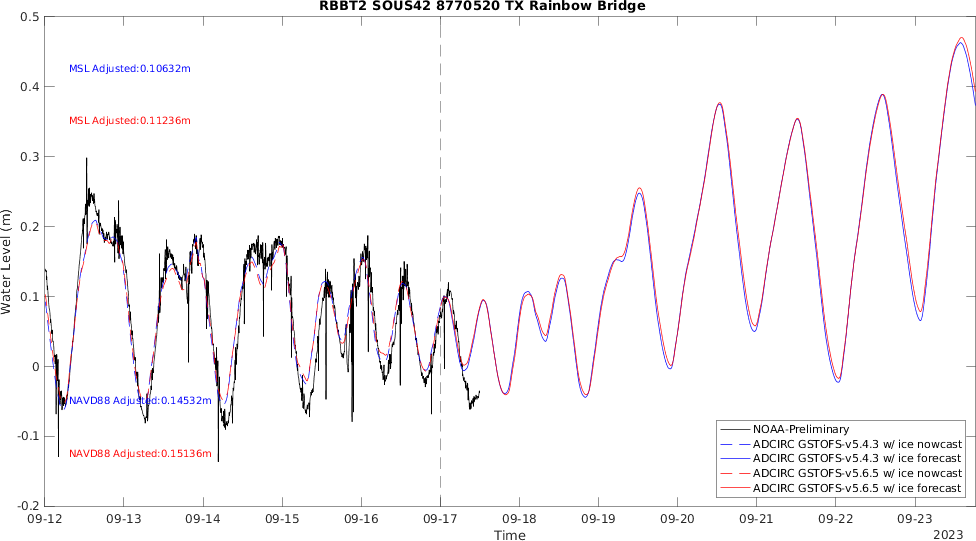 RBBT2 SOUS42 8770520 TX Rainbow Bridge
0.5
0.4
0.3
0.2
0.1
0
-0.1
-0.2
Water Level (m)
MSL Adjusted:0.10632m
MSL Adjusted:0.11236m
NAVD88 Adjusted:0.14532m
NAVD88 Adjusted:0.15136m
NOAA-Preliminary
ADCIRC GSTOFS-v5.4.3 w/ ice nowcast
ADCIRC GSTOFS-v5.4.3 w/ ice forecast
ADCIRC GSTOFS-v5.6.5 w/ ice nowcast
ADCIRC GSTOFS-v5.6.5 w/ ice forecast
09-12 09-13 09-14 09-15 09-16 09-17 09-18 09-19 09-20 09-21 09-22 09-23
Time
2023